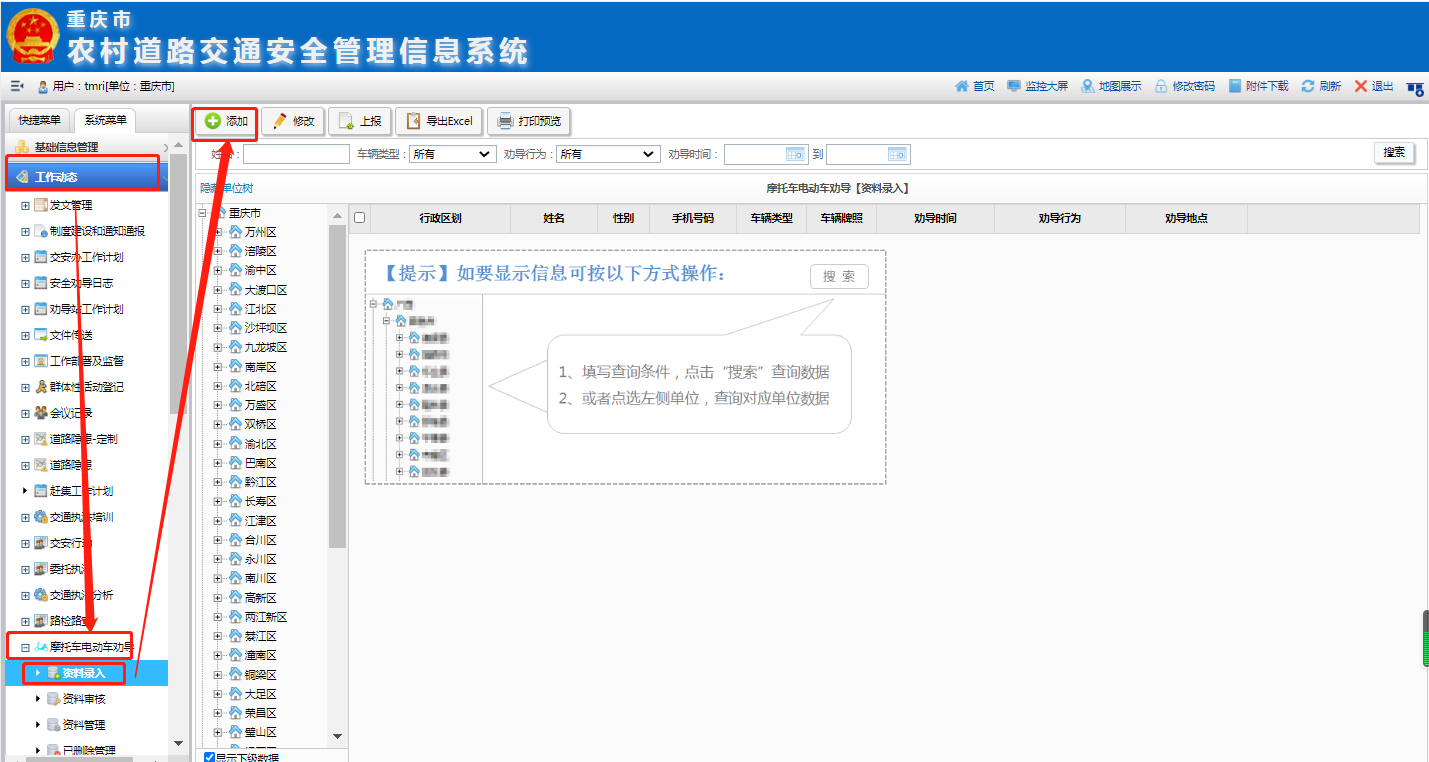 重庆市
农村道路交通安全管理信息系统
用户：tmri[单位：重庆市]
首页 监控大屏 地图展示 修改密码 附件下载 刷新 退出
快捷菜单 系统菜单
基础信息管理
工作动态
发文管理
制度建设和通知通报
交安办工作计划
安全劝导日志
劝导站工作计划
文件传送
工作部署及监督
群体性活动登记
会议记录
道路隐患-定制
道路隐患
赶集工作计划
交通执法培训
交安行动
委托执法
交通执法分析
路检路查
摩托车电动车劝导
资料录入
资料审核
资料管理
已删除管理
添加 修改 上报 导出Excel 打印预览
姓名： 车辆类型：所有 劝导行为：所有 劝导时间： 到 搜索
隐藏单位树
摩托车电动车劝导【资料录入】
重庆市
万州区
涪陵区
渝中区
大渡口区
江北区
沙坪坝区
九龙坡区
南岸区
北碚区
万盛区
双桥区
渝北区
巴南区
黔江区
长寿区
江津区
合川区
永川区
南川区
高新区
两江新区
綦江区
潼南区
铜梁区
大足区
荣昌区
璧山区
显示下级数据
行政区别 姓名 性别 手机号码 车辆类型 车辆牌照 劝导时间 劝导行为 劝导地点
【提示】如要显示信息可按以下方式操作：
搜 索
1、填写查询条件，点击“搜索”查询数据
2、或者点选左侧单位，查询对应单位数据